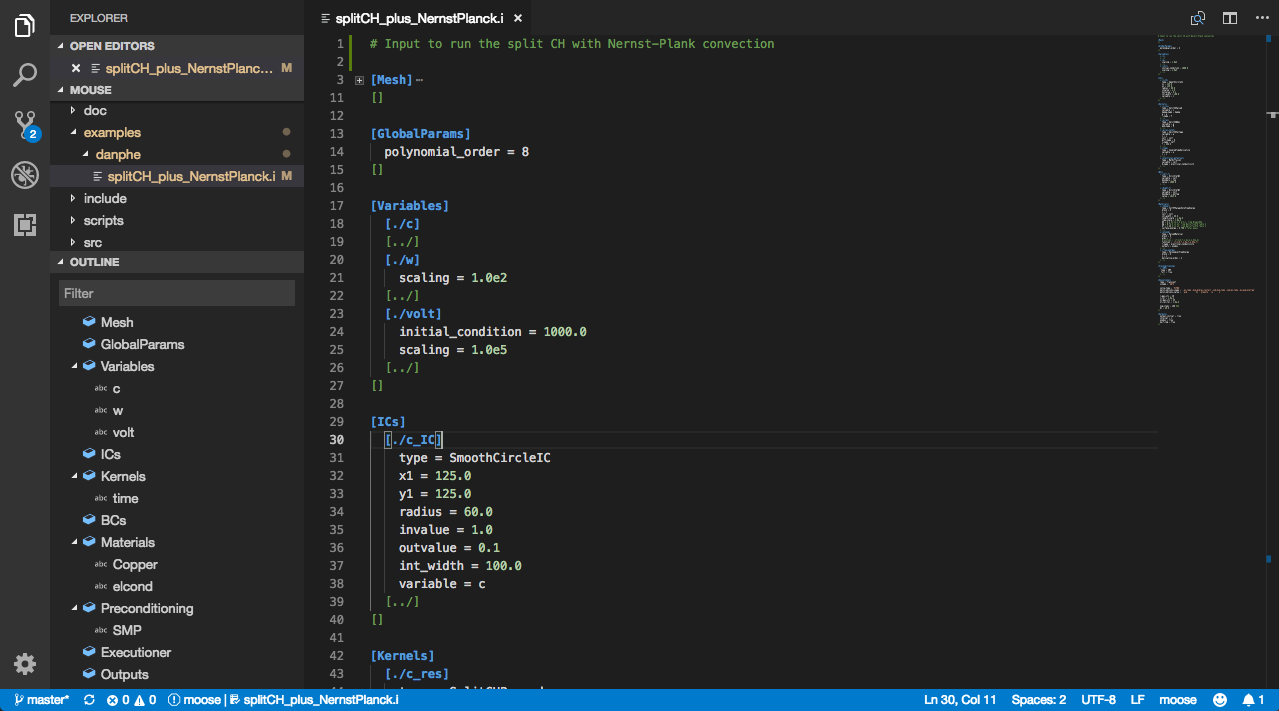 EXPLORER
OPEN EDITORS
splitCH_plus_NernstPlanc... M
MOUSE
doc
examples
danphe
splitCH_plus_NernstPlanck.i M
include
scripts
src
OUTLINE
Filter
Mesh
GlobalParams
Variables
abc c
abc w
abc volt
ICs
Kernels
abc time
BCs
Materials
abc Copper
abc elcond
Preconditioning
abc SMP
Executioner
Outputs
2
splitCH_plus_NernstPlanck.i ×
1 # Input to run the split CH with Nernst-Plank convection
2
3 [Mesh]…
11 []
12
13 [GlobalParams]
14 polynomial_order = 8
15 []
16
17 [Variables]
18 [./c]
19 [../]
20 [./w]
21 scaling = 1.0e2
22 [../]
23 [./volt]
24 initial_condition = 1000.0
25 scaling = 1.0e5
26 [../]
27 []
28
29 [ICs]
30 [./c_IC]
31 type = SmoothCircleIC
32 x1 = 125.0
33 y1 = 125.0
34 radius = 60.0
35 invalue = 1.0
36 outvalue = 0.1
37 int_width = 100.0
38 variable = c
39 [../]
40 []
41
42 [Kernels]
43 [./c_res]
master* 0 0 moose | splitCH_plus_NernstPlanck.i Ln 30, Col 11 Spaces: 2 UTF-8 LF moose 1